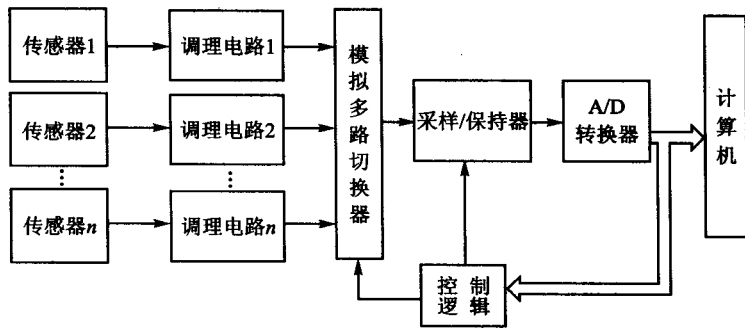 传感器1
调理电路1
传感器2
调理电路2
传感器n
调理电路n
模拟多路切换器
采样/保持器
A/D
转换器
计算机
控制
逻辑